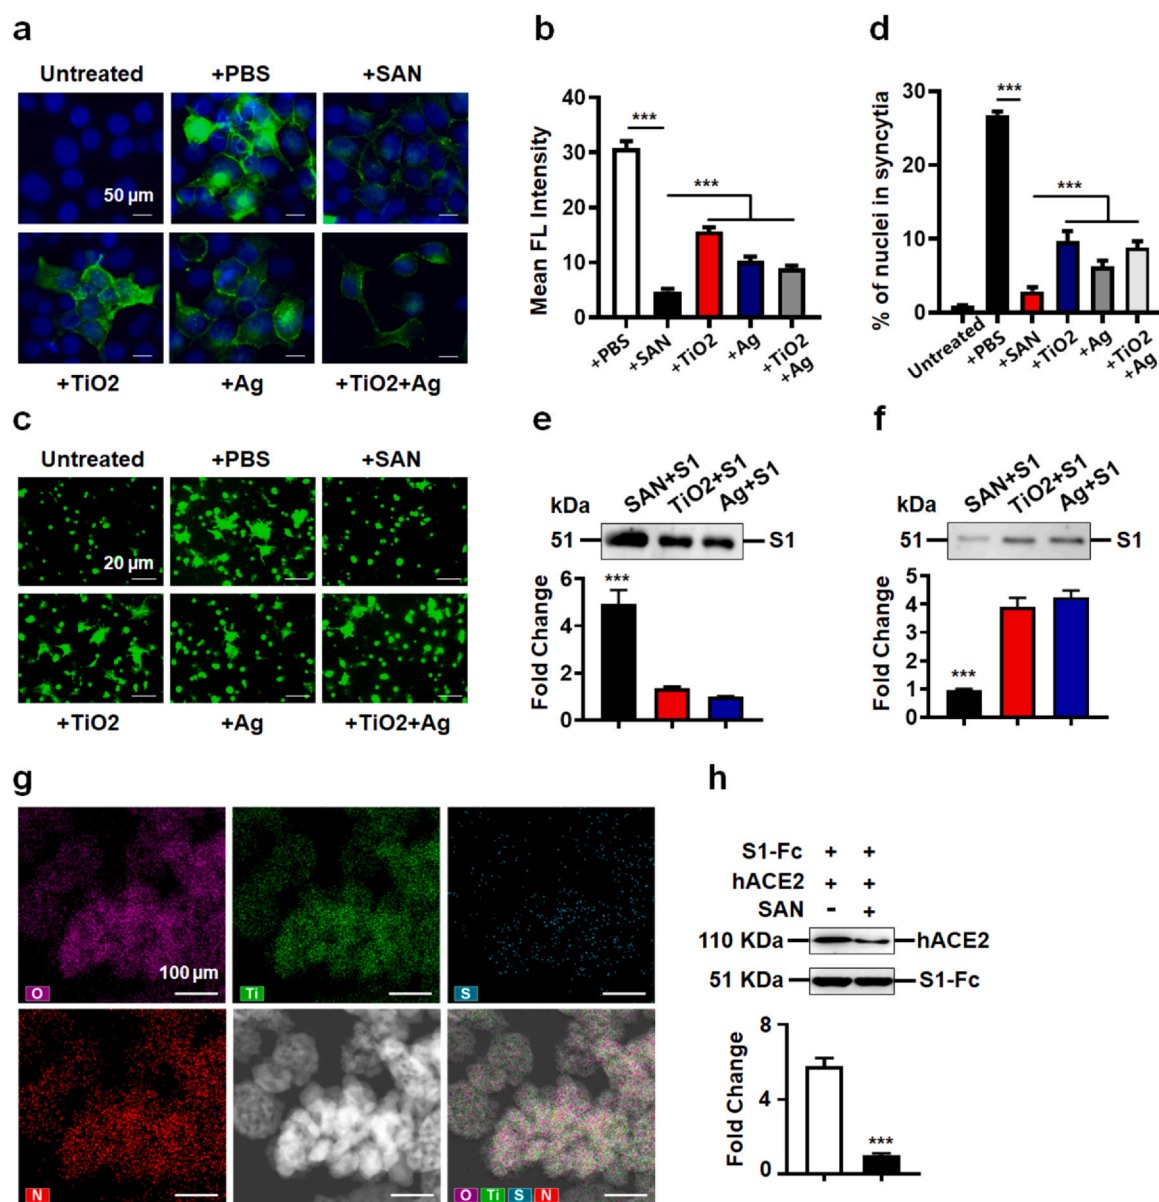 a
Untreated +PBS +SAN
50 µm
+TiO2 +Ag +TiO2+Ag
b
Mean FL Intensity
40
30
20
10
0
***
***
+PBS
+SAN
+TiO2
+Ag
+TiO2
+Ag
d
% of nuclei in syncytia
30
20
10
0
***
***
Untreated
+PBS
+SAN
+TiO2
+Ag
+TiO2
+Ag
c
Untreated +PBS +SAN
20 µm
+TiO2 +Ag +TiO2+Ag
e
SAN+S1
TiO2+S1
Ag+S1
kDa
51 S1
Fold Change
6
4
2
0
***
f
SAN+S1
TiO2+S1
Ag+S1
kDa
51 S1
Fold Change
5
4
3
2
1
0
***
g
100 µm
O Ti S
N O Ti S N
h
S1-Fc + +
hACE2 + +
SAN - +
110 KDa hACE2
51 KDa S1-Fc
Fold Change
8
4
0
***